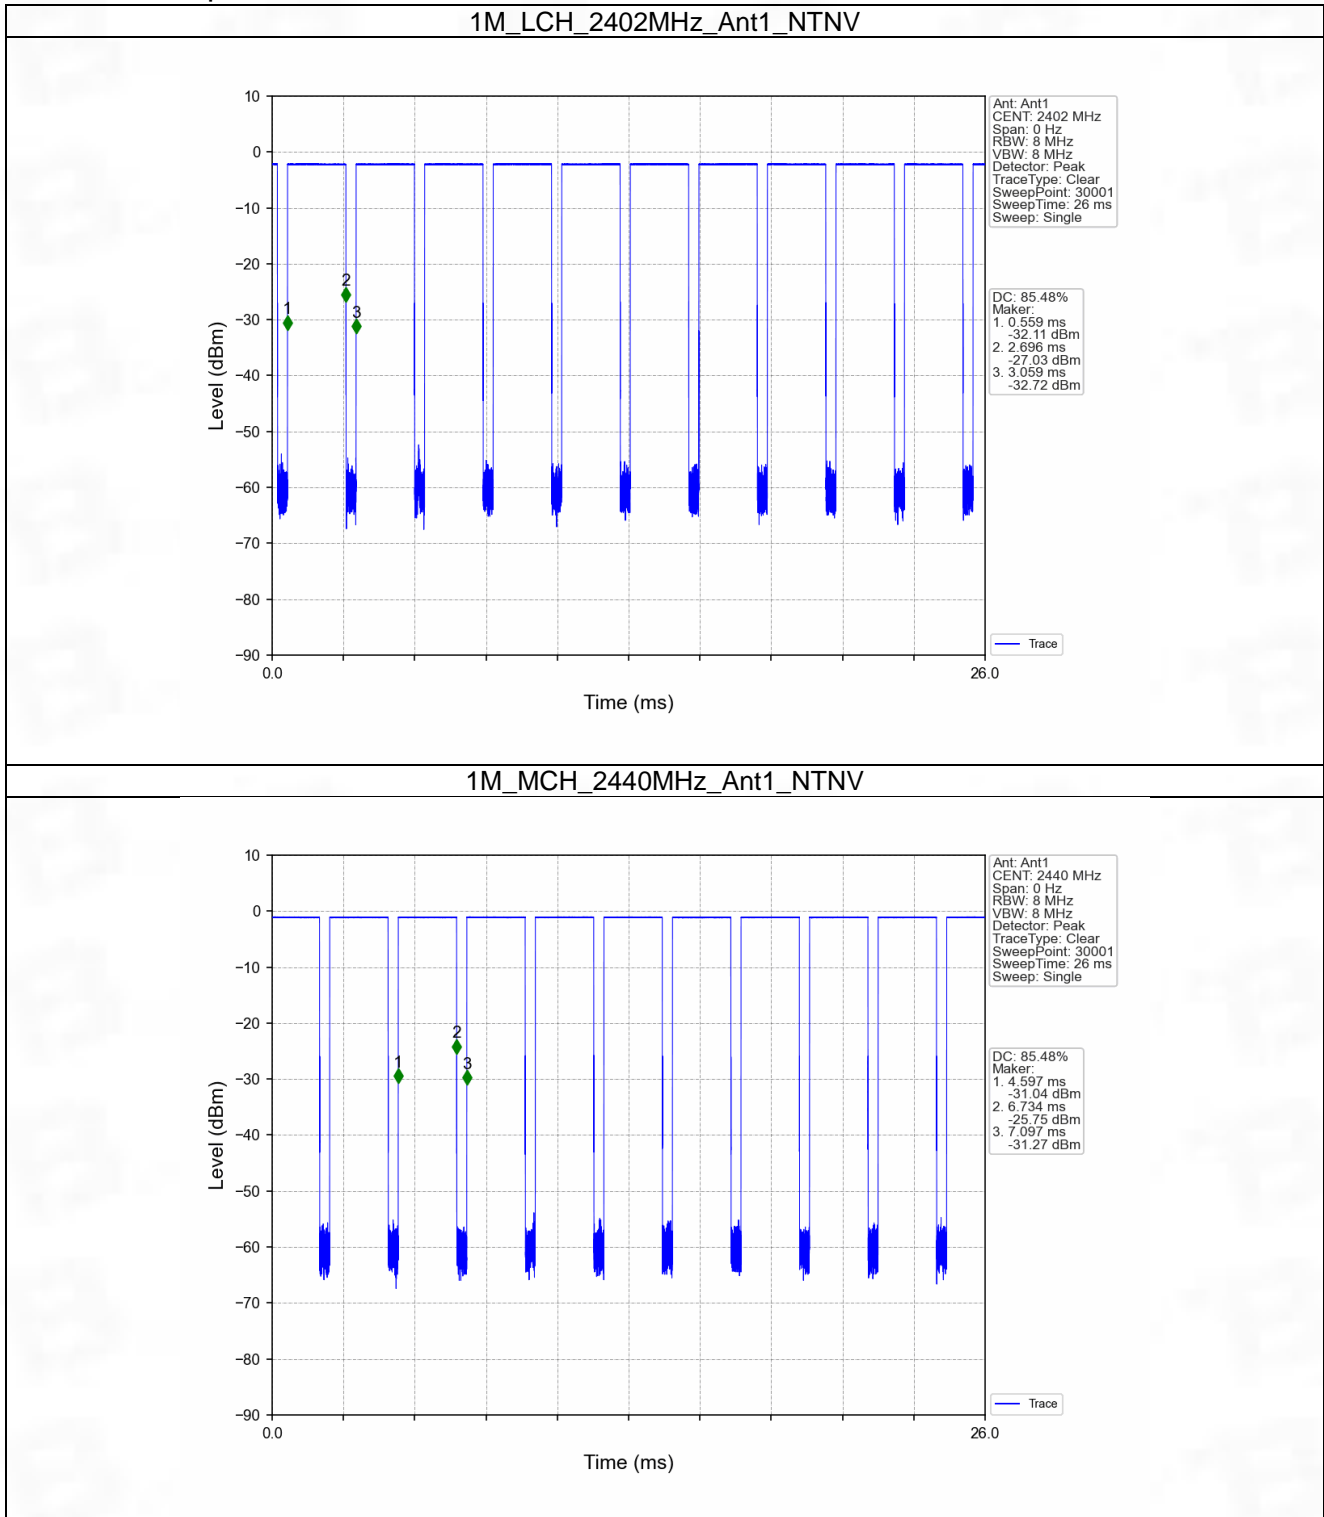 1M_LCH_2402MHz_Ant1_NTNV
10
0
−10
−20
−30
−40
−50
−60
−70
−80
−90
Level (dBm)
1
2
3
0.0
26.0
Time (ms)
Ant: Ant1
CENT: 2402 MHz
Span: 0 Hz
RBW: 8 MHz
VBW: 8 MHz
Detector: Peak
TraceType: Clear
SweepPoint: 30001
SweepTime: 26 ms
Sweep: Single
DC: 85.48%
Maker:
1. 0.559 ms
-32.11 dBm
2. 2.696 ms
-27.03 dBm
3. 3.059 ms
-32.72 dBm
Trace
1M_MCH_2440MHz_Ant1_NTNV
10
0
−10
−20
−30
−40
−50
−60
−70
−80
−90
Level (dBm)
1
2
3
0.0
26.0
Time (ms)
Ant: Ant1
CENT: 2440 MHz
Span: 0 Hz
RBW: 8 MHz
VBW: 8 MHz
Detector: Peak
TraceType: Clear
SweepPoint: 30001
SweepTime: 26 ms
Sweep: Single
DC: 85.48%
Maker:
1. 4.597 ms
-31.04 dBm
2. 6.734 ms
-25.75 dBm
3. 7.097 ms
-31.27 dBm
Trace